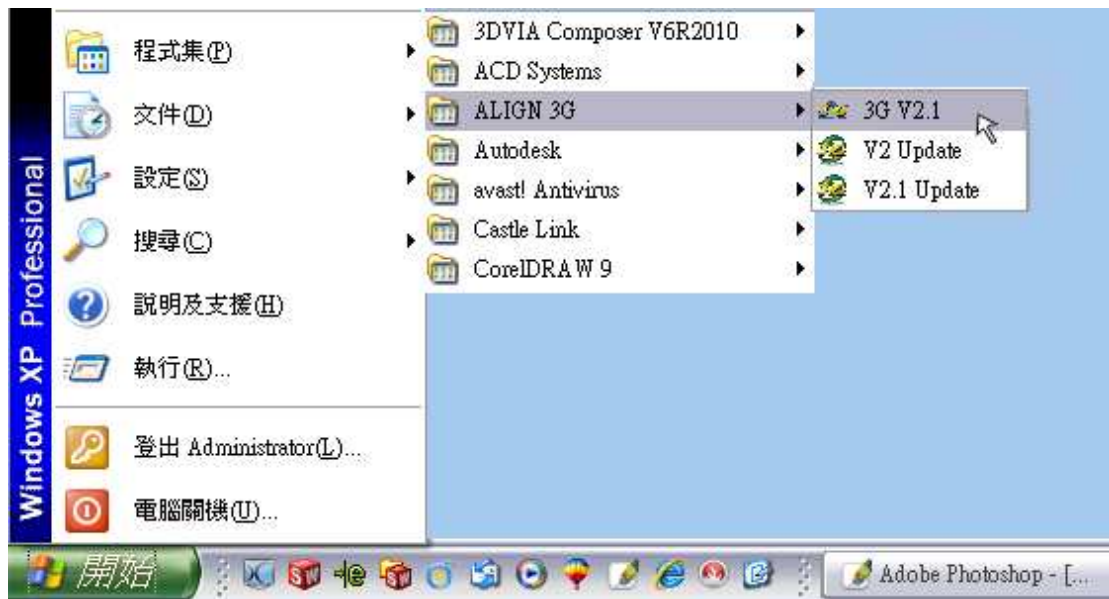 Windows XP Professional
程式集(P)
文件(D)
設定(S)
搜尋(C)
說明及支援(H)
執行(R)...
登出 Administrator(L)...
電腦關機(U)...
3DVIA Composer V6R2010
ACD Systems
ALIGN 3G
Autodesk
avast! Antivirus
Castle Link
CorelDRAW 9
3G V2.1
V2 Update
V2.1 Update
開始
Adobe Photoshop - [...